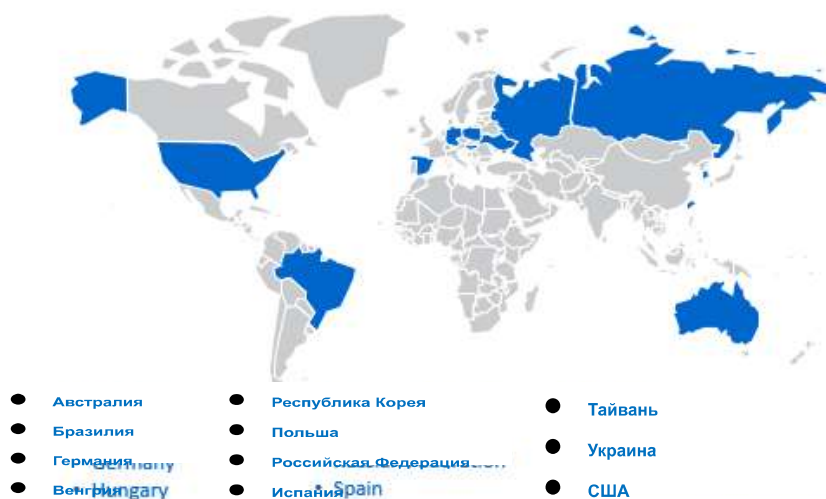 Австралия
Бразилия
Германия
Germany
Венгрия
Hungary
Республика Корея
Польша
Российская Федерация
Испания
Spain
Тайвань
Украина
США